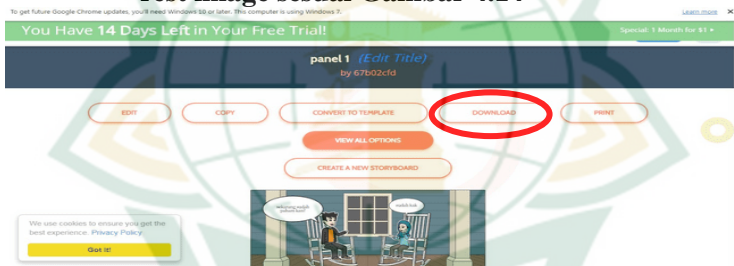 To get future Google Chrome updates, you'll need Windows 10 or later. This computer is using Windows 7.
Learn more
You Have 14 Days Left in Your Free Trial!
Special: 1 Month for $1
panel 1 (Edit Title)
by 67b02cfd
EDIT
COPY
CONVERT TO TEMPLATE
DOWNLOAD
PRINT
VIEW ALL OPTIONS
CREATE A NEW STORYBOARD
We use cookies to ensure you get the
best experience. Privacy Policy
Got it!